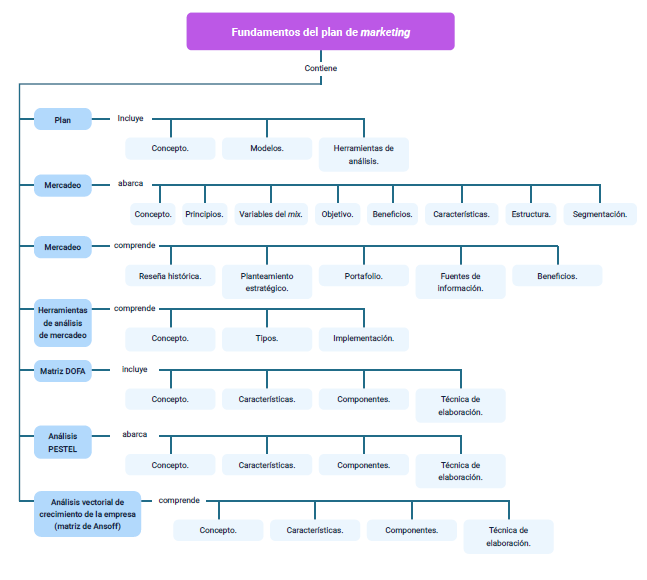 Fundamentos del plan de marketing
Contiene
Plan
Incluye
Concepto.
Modelos.
Herramientas de
análisis.
Mercadeo
abarca
Concepto.
Principios.
Variables del mix.
Objetivo.
Beneficios.
Características.
Estructura.
Segmentación.
Mercadeo
comprende
Reseña histórica.
Planteamiento
estratégico.
Portafolio.
Fuentes de
información.
Beneficios.
Herramientas
de análisis
de mercadeo
comprende
Concepto.
Tipos.
Implementación.
Matriz DOFA
incluye
Concepto.
Características.
Componentes.
Técnica de
elaboración.
Análisis
PESTEL
abarca
Concepto.
Características.
Componentes.
Técnica de
elaboración.
Análisis vectorial de
crecimiento de la empresa
(matriz de Ansoff)
comprende
Concepto.
Características.
Componentes.
Técnica de
elaboración.